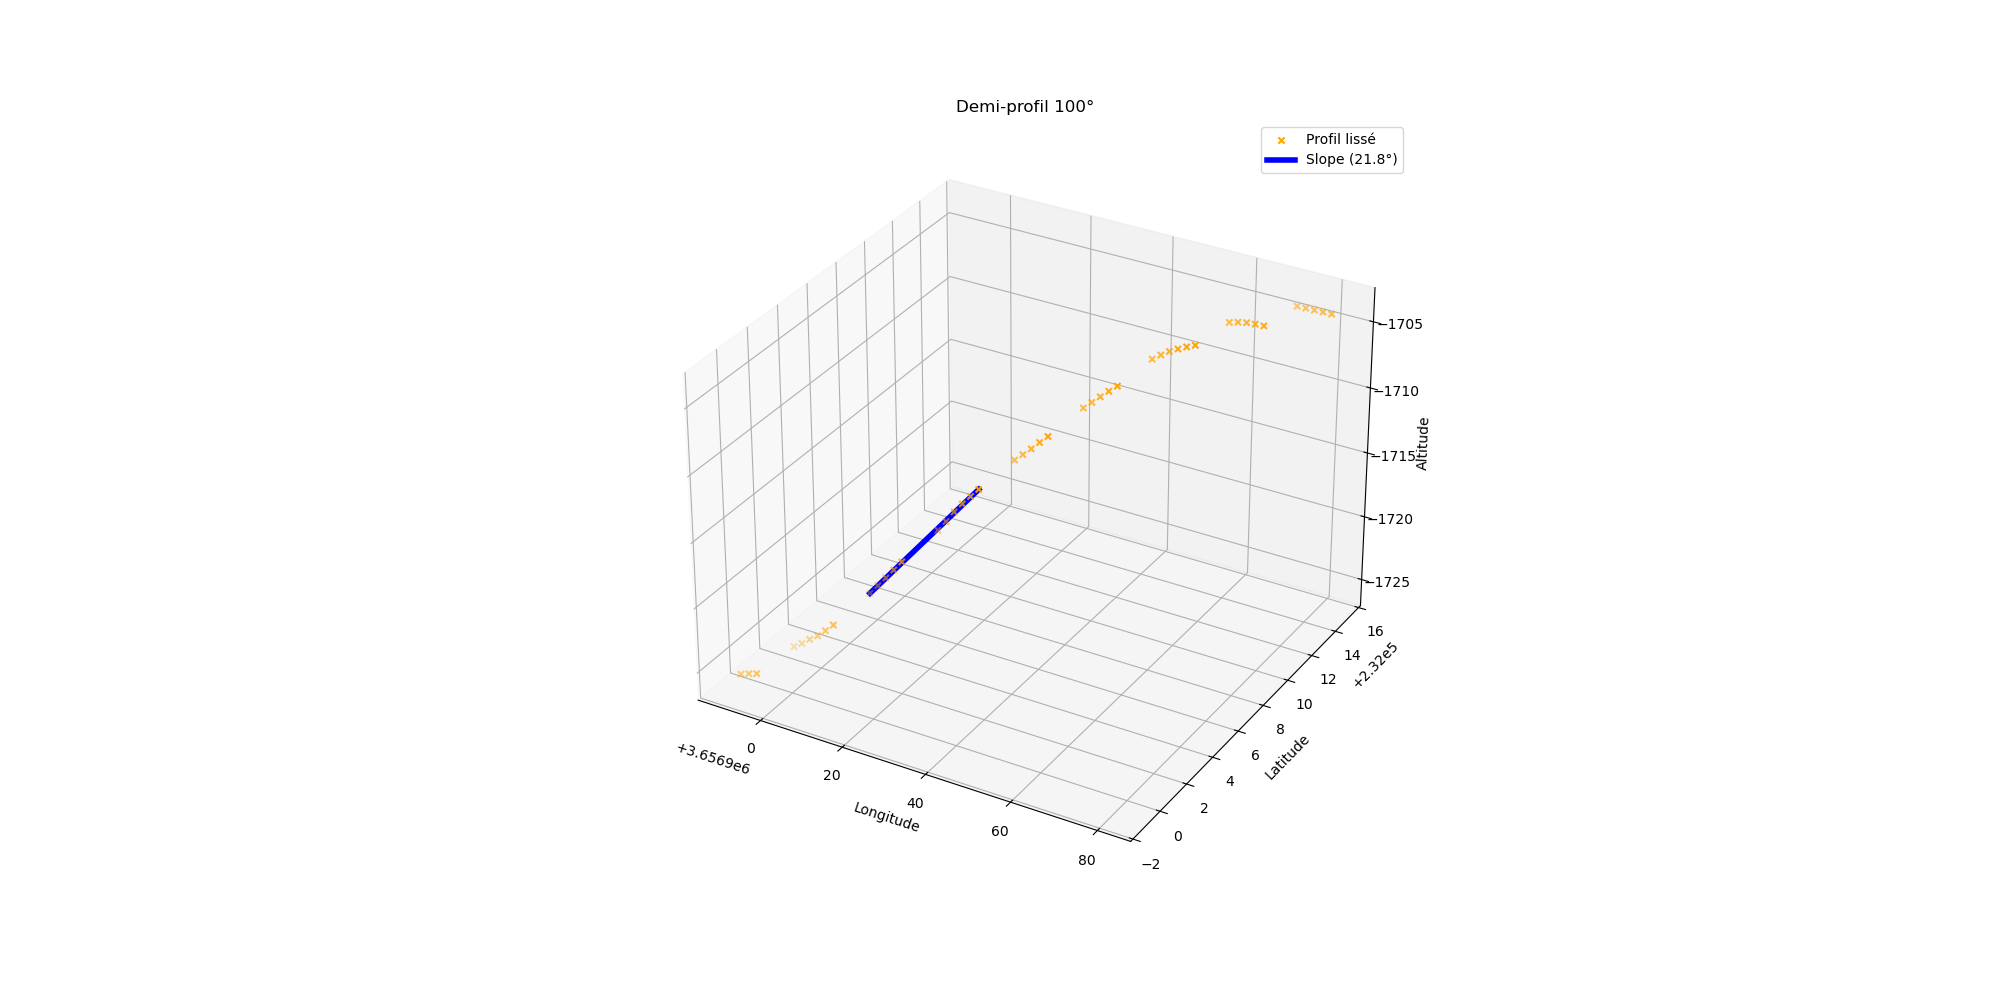 Demi-profil 100°
Profil lissé
Slope (21.8°)
−1705
−1710
−1715
−1720
−1725
Altitude
16
14
12
10
8
6
4
2
0
−2
+2.32e5
Latitude
0
20
40
60
80
+3.6569e6
Longitude